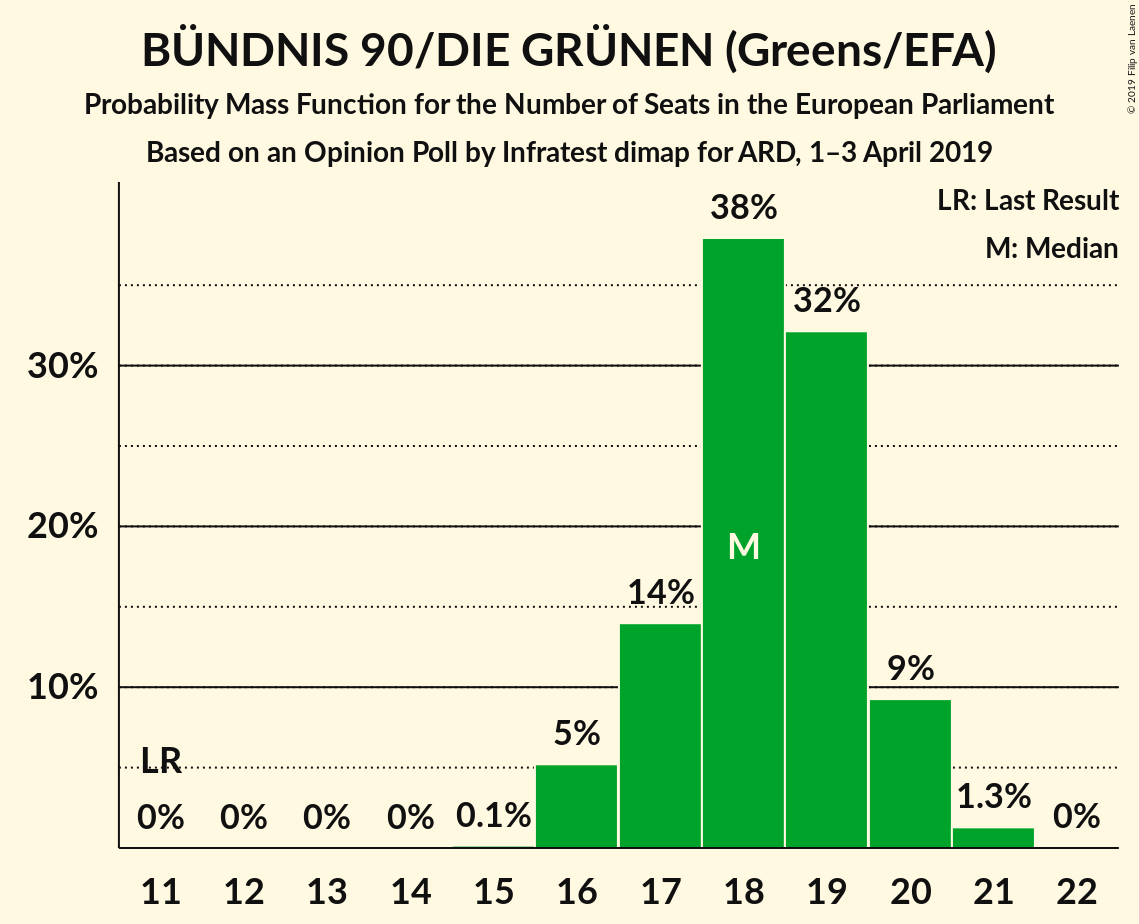 BÜNDNIS 90/DIE GRÜNEN (Greens/EFA)
Probability Mass Function for the Number of Seats in the European Parliament
Based on an Opinion Poll by Infratest dimap for ARD, 1–3 April 2019
© 2019 Filip van Laenen
LR: Last Result
M: Median
38%
32%
30%
20%
M
14%
10%
9%
5%
LR
0% 0% 0% 0% 0.1% 1.3% 0%
11 12 13 14 15 16 17 18 19 20 21 22